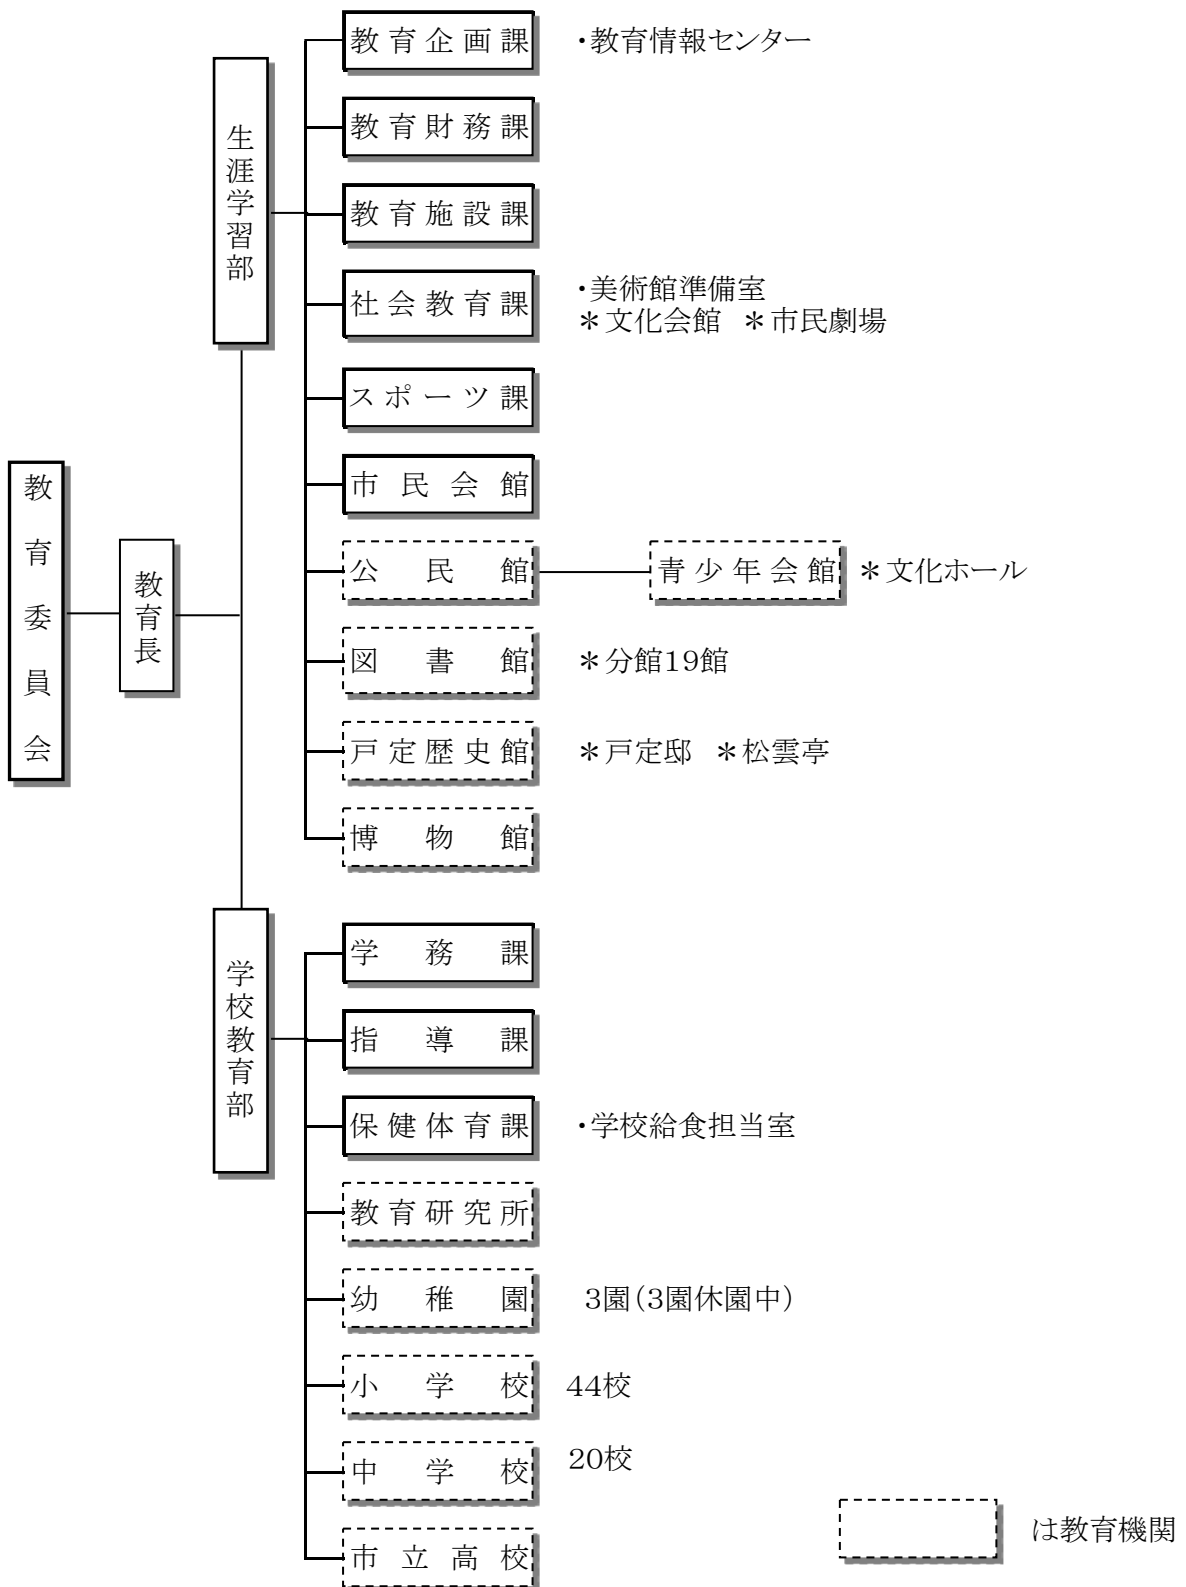 教育委員会
教育長
生涯学習部
教育企画課 ・教育情報センター
教育財務課
教育施設課
社会教育課 ・美術館準備室
＊文化会館 ＊市民劇場
スポーツ課
市民会館
公民館 青少年会館 ＊文化ホール
図書館 ＊分館19館
戸定歴史館 ＊戸定邸 ＊松雲亭
博物館
学校教育部
学務課
指導課
保健体育課 ・学校給食担当室
教育研究所
幼稚園 3園（3園休園中）
小学校 44校
中学校 20校
市立高校
は教育機関